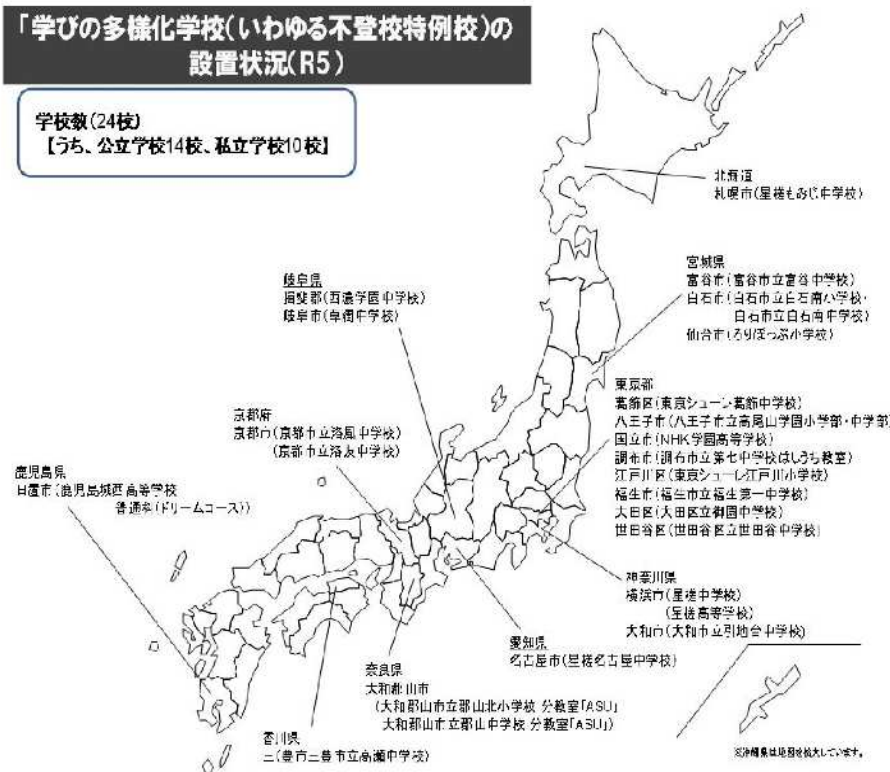 「学びの多様化学校(いわゆる不登校特例校)の
設置状況(R5)
学校数(24校)
【うち、公立学校14校、私立学校10校】
北海道
札幌市(星槎もみじ中学校)
宮城県
富谷市(富谷市立富谷中学校)
白石市(白石市立白石南小学校・
白石市立白石南中学校)
仙台市(ろりぽっぷ小学校)
岐阜県
揖斐郡(西濃学園中学校)
岐阜市(草潤中学校)
東京都
葛飾区(東京シューレ葛飾中学校)
八王子市(八王子市立高尾山学園小学部・中学部)
国立市(NHK学園高等学校)
調布市(調布市立第七中学校はしうち教室)
江戸川区(東京シューレ江戸川小学校)
福生市(福生市立福生第一中学校)
大田区(大田区立御園中学校)
世田谷区(世田谷区立世田谷中学校)
京都府
京都市(京都市立洛風中学校)
(京都市立洛友中学校)
鹿児島県
日置市(鹿児島城西高等学校
普通科(ドリームコース))
神奈川県
横浜市(星槎中学校)
(星槎高等学校)
大和市(大和市立引地台中学校)
愛知県
名古屋市(星槎名古屋中学校)
奈良県
大和郡山市
(大和郡山市立郡山北小学校 分教室「ASU」
大和郡山市立郡山中学校 分教室「ASU」)
香川県
三(豊市三豊市立高瀬中学校)
※沖縄県は地図を拡大しています。